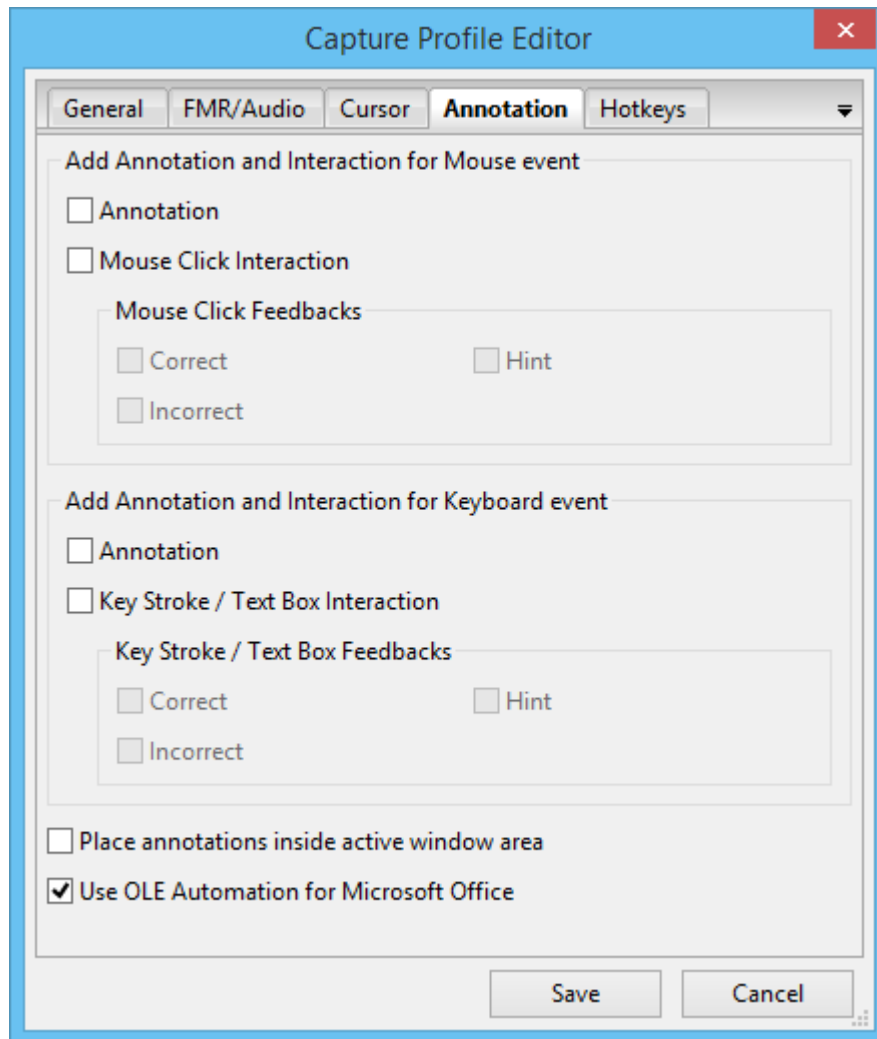 Capture Profile Editor
General FMR/Audio Cursor Annotation Hotkeys
Add Annotation and Interaction for Mouse event
Annotation
Mouse Click Interaction
Mouse Click Feedbacks
Correct Hint
Incorrect
Add Annotation and Interaction for Keyboard event
Annotation
Key Stroke / Text Box Interaction
Key Stroke / Text Box Feedbacks
Correct Hint
Incorrect
Place annotations inside active window area
Use OLE Automation for Microsoft Office
Save Cancel